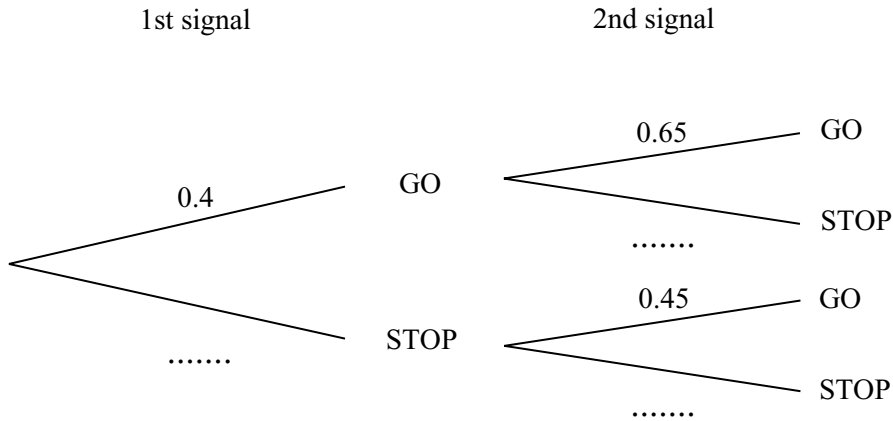 1st signal
2nd signal
0.4
GO
STOP
.......
0.65
GO
STOP
.......
0.45
GO
STOP
.......